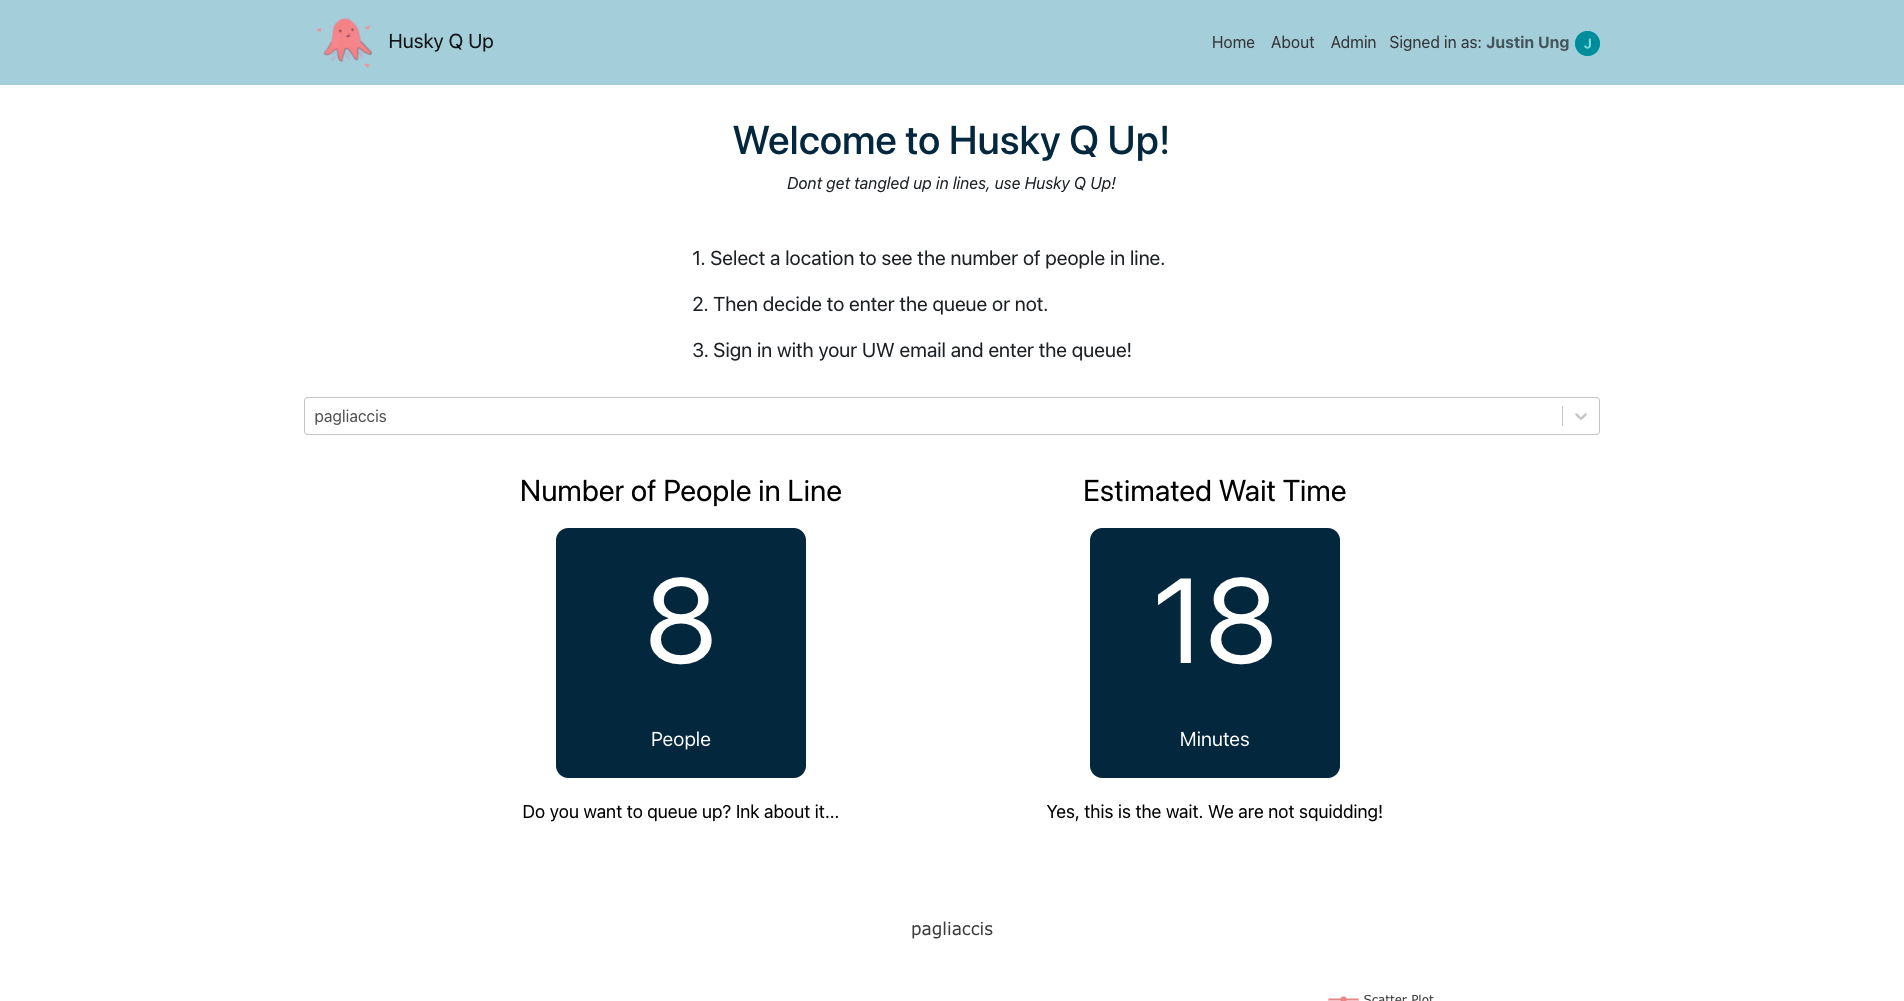 Husky Q Up
Home About Admin Signed in as: Justin Ung J
Welcome to Husky Q Up!
Dont get tangled up in lines, use Husky Q Up!
1. Select a location to see the number of people in line.
2. Then decide to enter the queue or not.
3. Sign in with your UW email and enter the queue!
pagliaccis
Number of People in Line
8
People
Do you want to queue up? Ink about it...
Estimated Wait Time
18
Minutes
Yes, this is the wait. We are not squidding!
pagliaccis
Scatter Plot